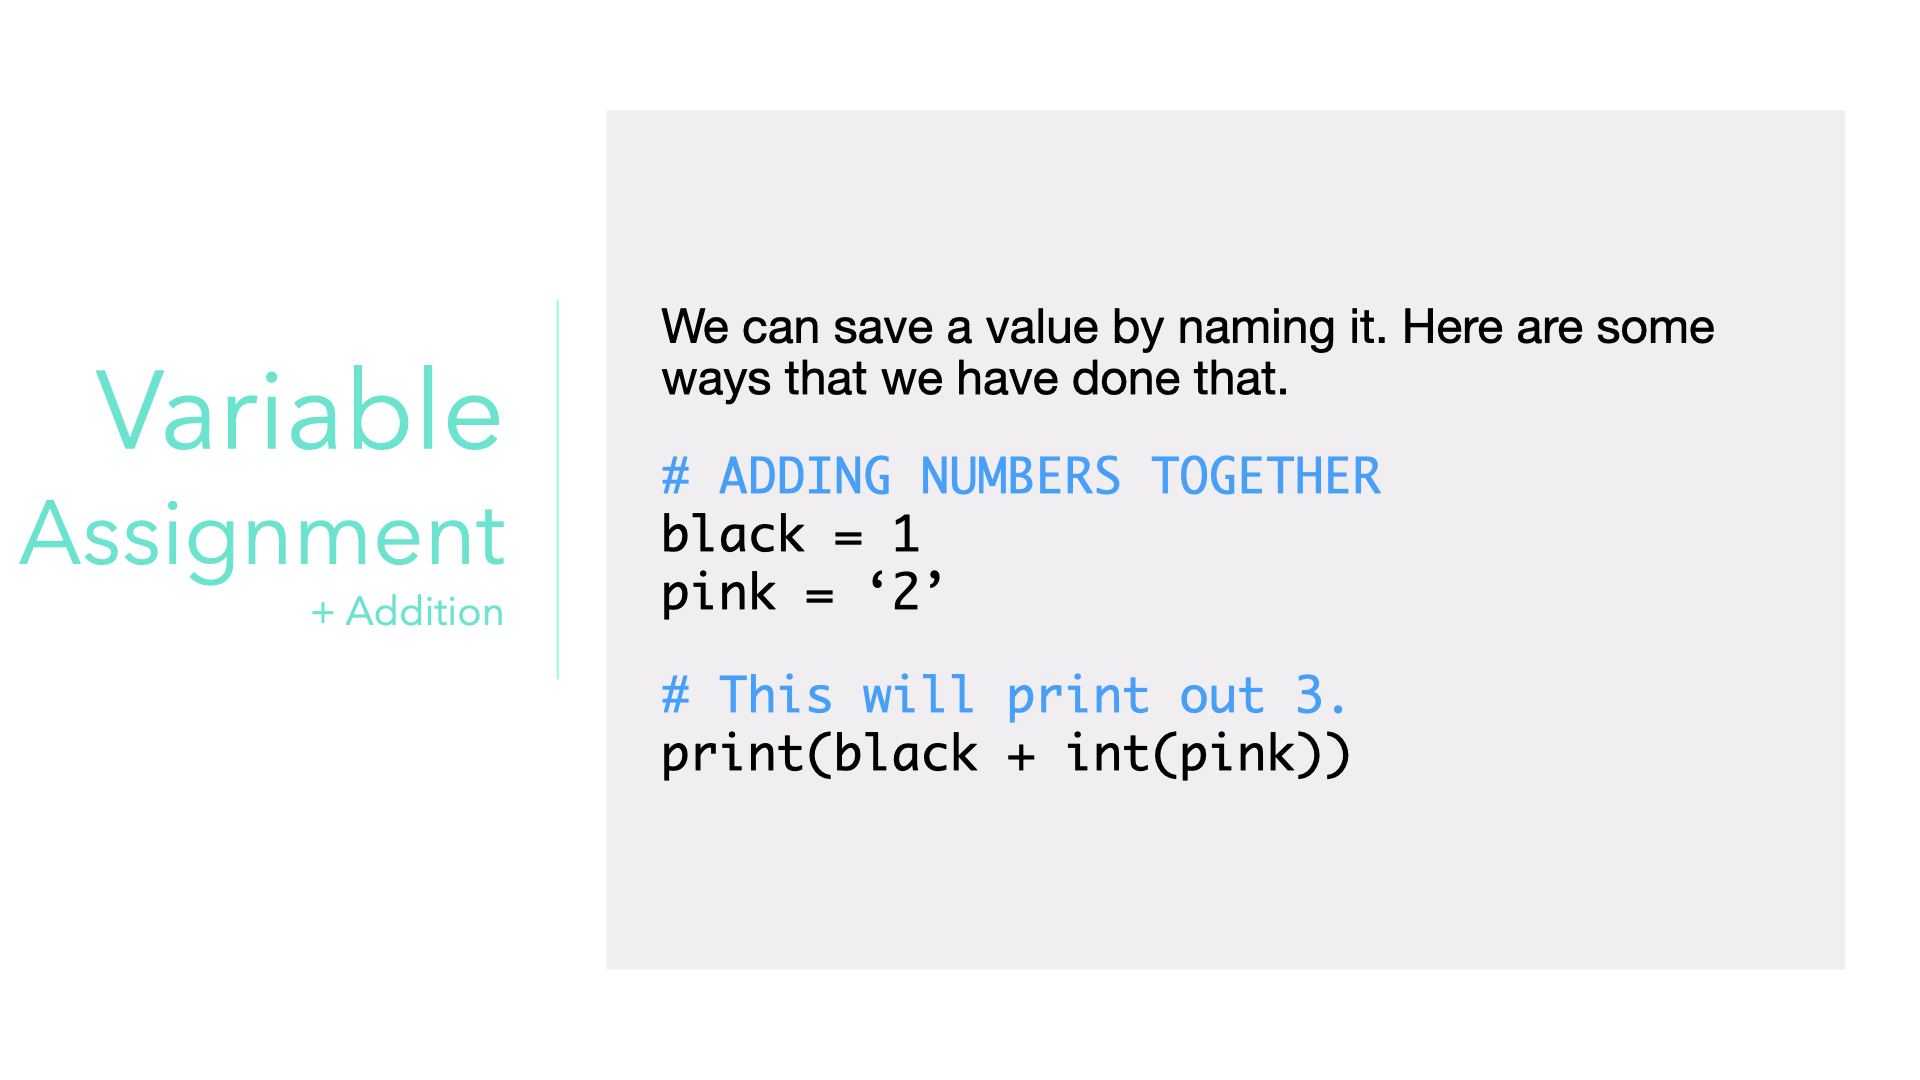 Variable
Assignment
+ Addition
We can save a value by naming it. Here are some
ways that we have done that.
# ADDING NUMBERS TOGETHER
black = 1
pink = ‘2’
# This will print out 3.
print(black + int(pink))